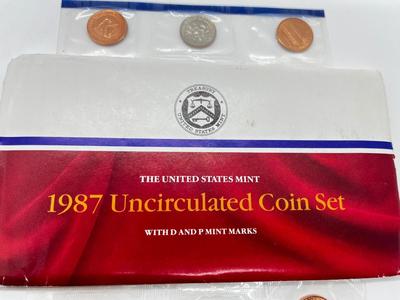 TREASURY
UNITED STATES MINT
THE UNITED STATES MINT
1987 Uncirculated Coin Set
WITH D AND P MINT MARKS